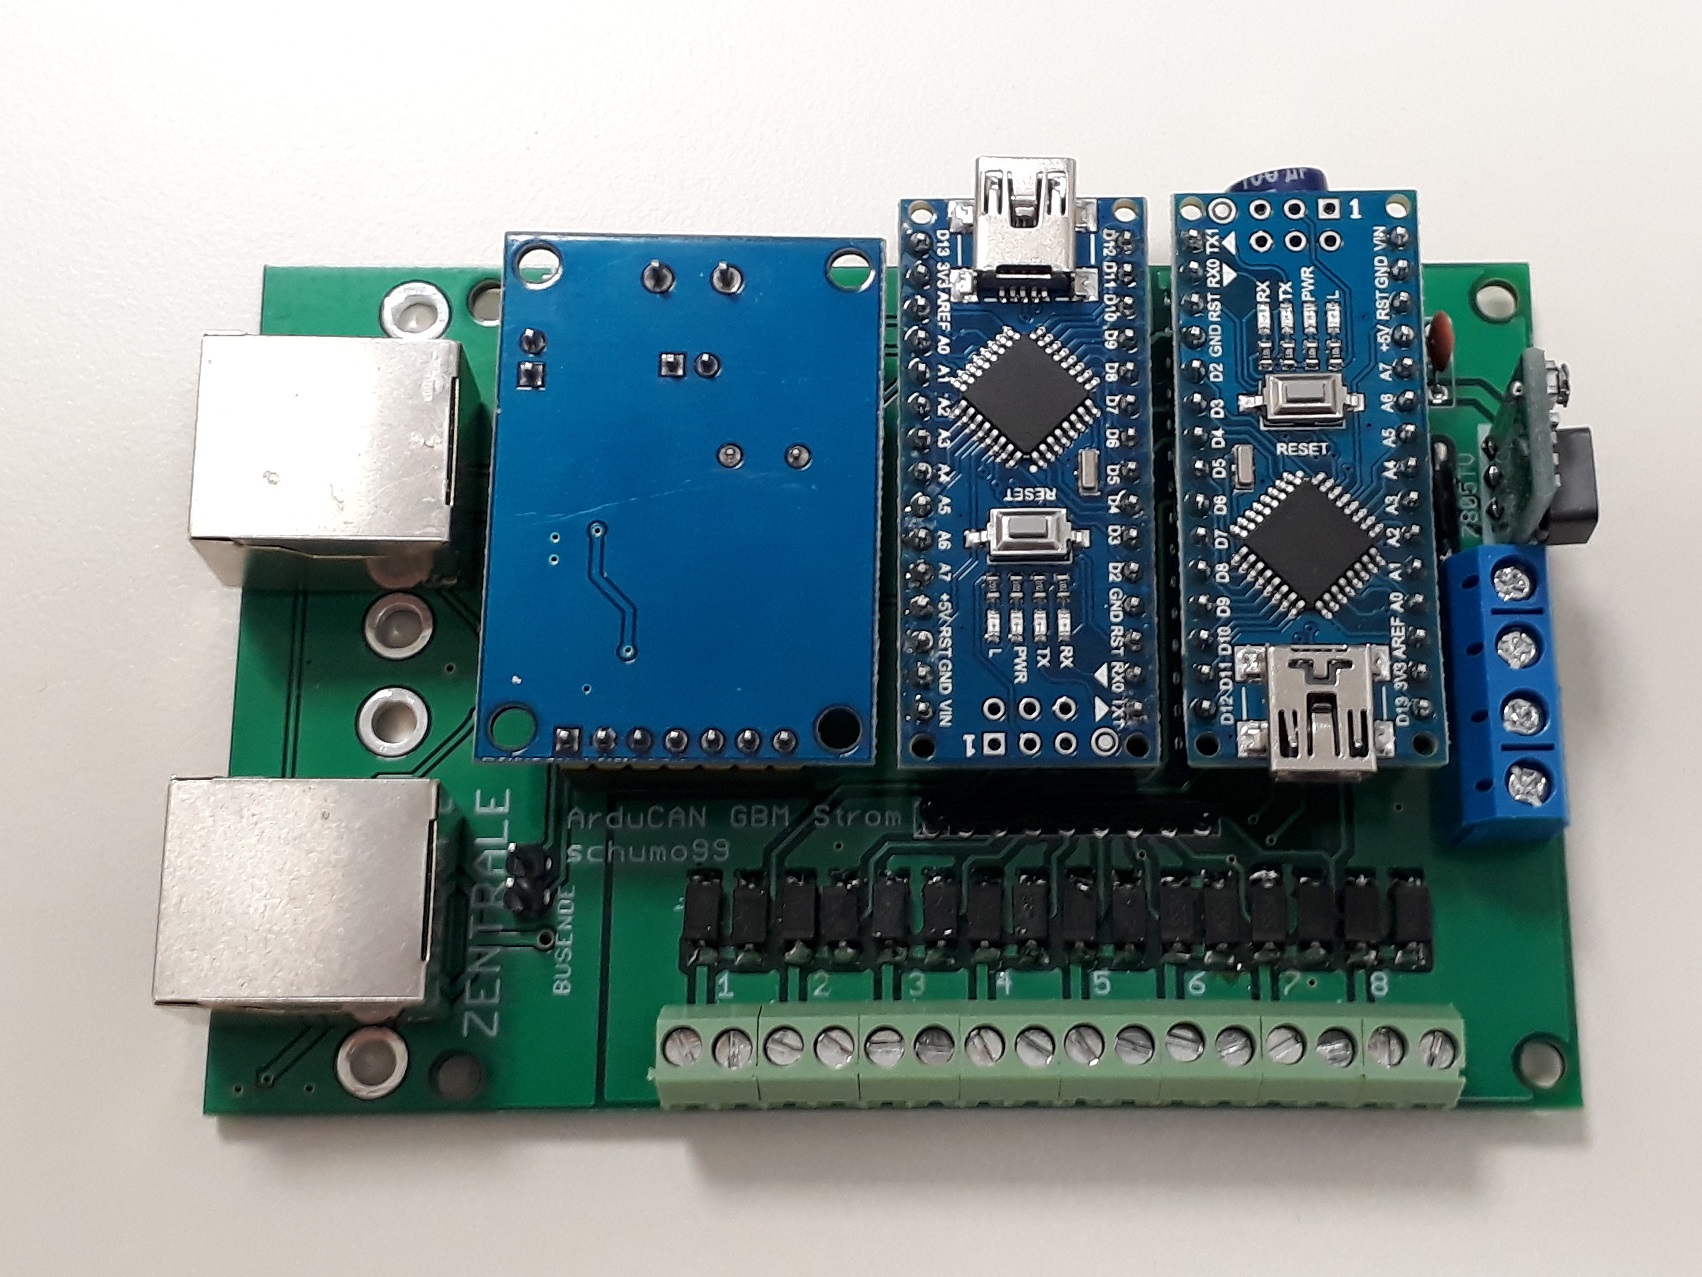 100 µF
D13 3V3 AREF A0 A1 A2 A3 A4 A5 A6 A7 +5V RST GND VIN
D12 D11 D10 D9 D8 D7 D6 D5 D4 D3 D2 GND RST RX0 TX1
RESET
L PWR TX RX
1
1
TX1 RX0 RST GND D2 D3 D4 D5 D6 D7 D8 D9 D10 D11 D12
VIN GND RST +5V A7 A6 A5 A4 A3 A2 A1 A0 AREF 3V3 D13
RX TX PWR L
RESET
7805TV
ArduCAN GBM Strom
schumo99
ZENTRALE
BUSENDE
1 2 3 4 5 6 7 8